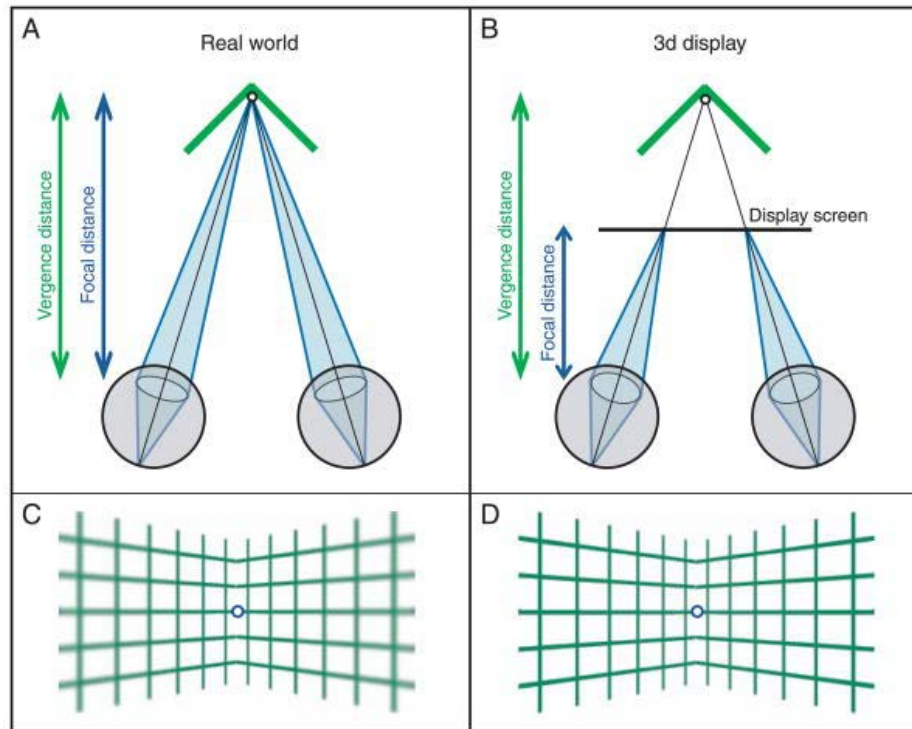 A
Real world
Vergence distance
Focal distance
B
3d display
Vergence distance
Focal distance
Display screen
C
D